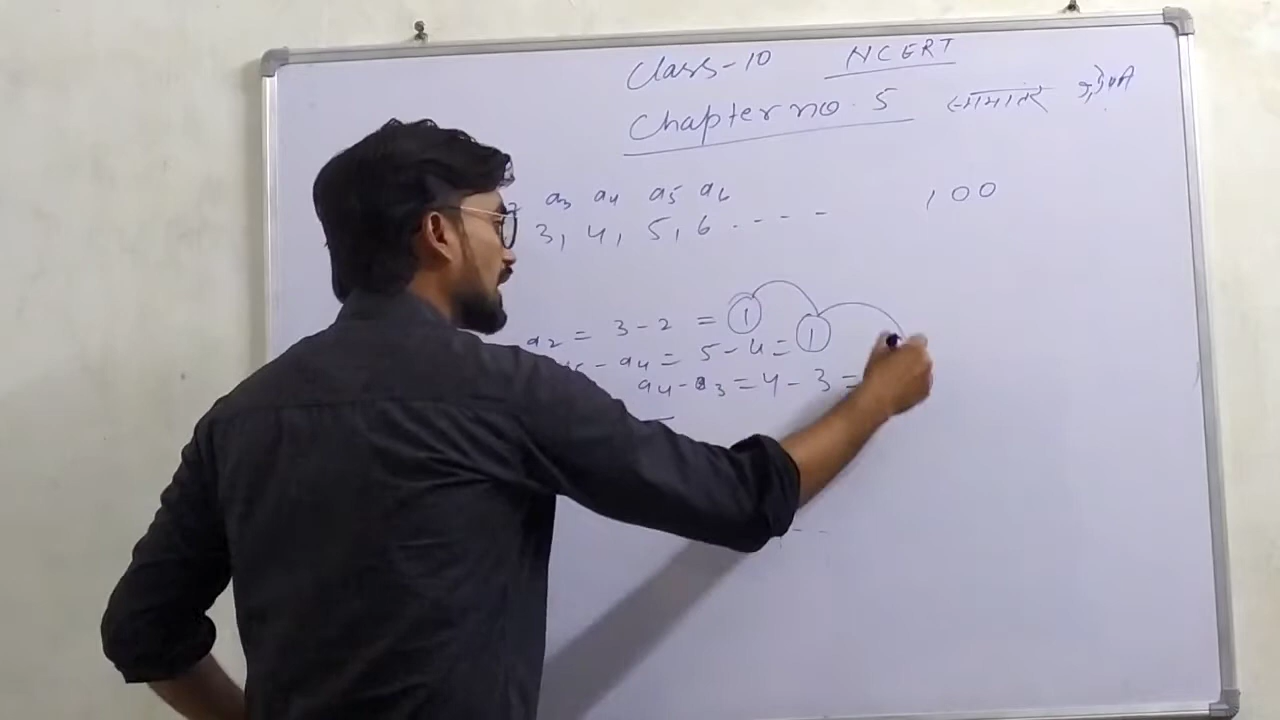 Class-10 NCERT
Chapter no. 5 समान्तर श्रेणी
a3 a4 a5 a6
3, 4, 5, 6 . - - - - 100
a2 = 3 - 2 = 1
- a4 = 5 - 4 = 1
a4 - a3 = 4 - 3 =